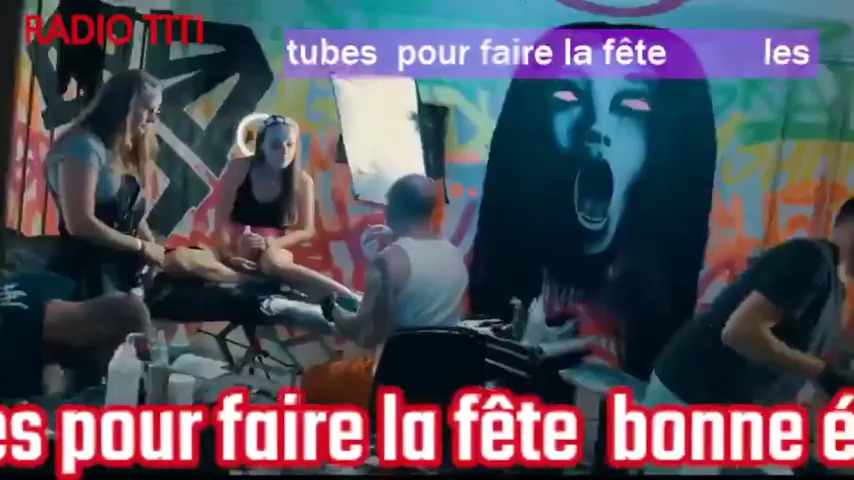 RADIO TITI
tubes pour faire la fête les
es pour faire la fête bonne é